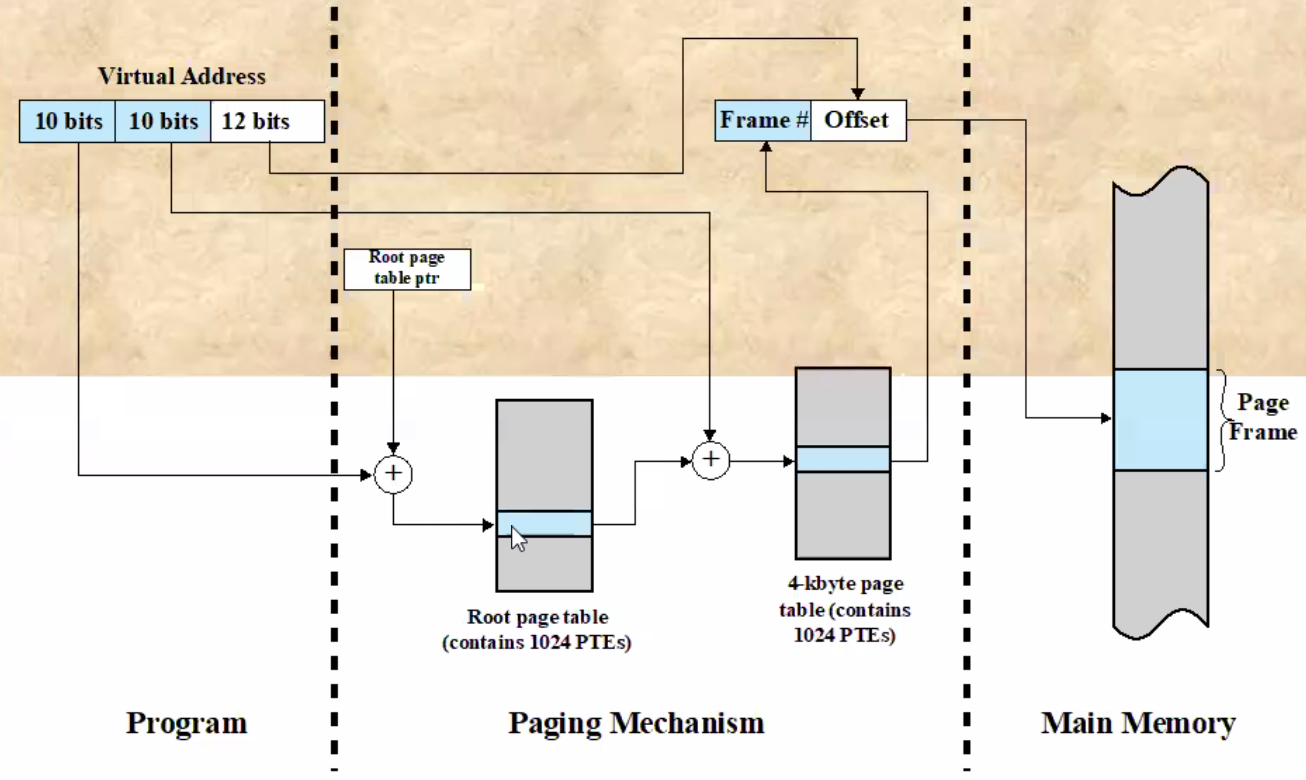 Virtual Address
10 bits 10 bits 12 bits
Frame # Offset
Root page
table ptr
+
+
Page
Frame
Root page table
(contains 1024 PTEs)
4-kbyte page
table (contains
1024 PTEs)
Program
Paging Mechanism
Main Memory